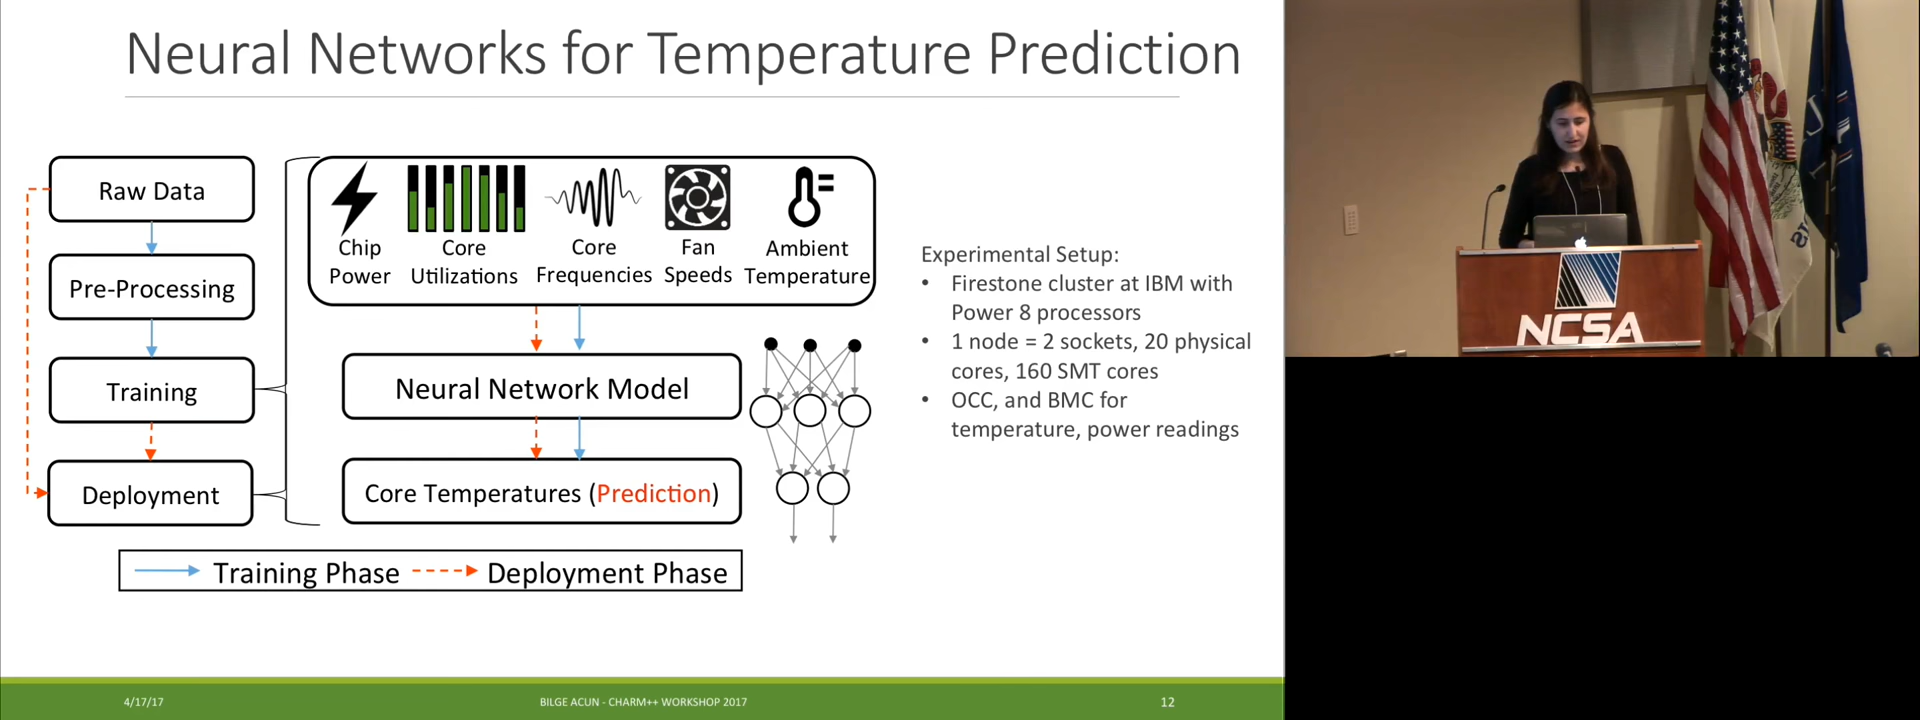 Neural Networks for Temperature Prediction
Raw Data
Pre-Processing
Training
Deployment
Chip
Power
Core
Utilizations
Core
Frequencies
Fan
Speeds
Ambient
Temperature
Neural Network Model
Core Temperatures (Prediction)
Training Phase
Deployment Phase
Experimental Setup:
• Firestone cluster at IBM with
Power 8 processors
• 1 node = 2 sockets, 20 physical
cores, 160 SMT cores
• OCC, and BMC for
temperature, power readings
4/17/17
BILGE ACUN - CHARM++ WORKSHOP 2017
12
NCSA